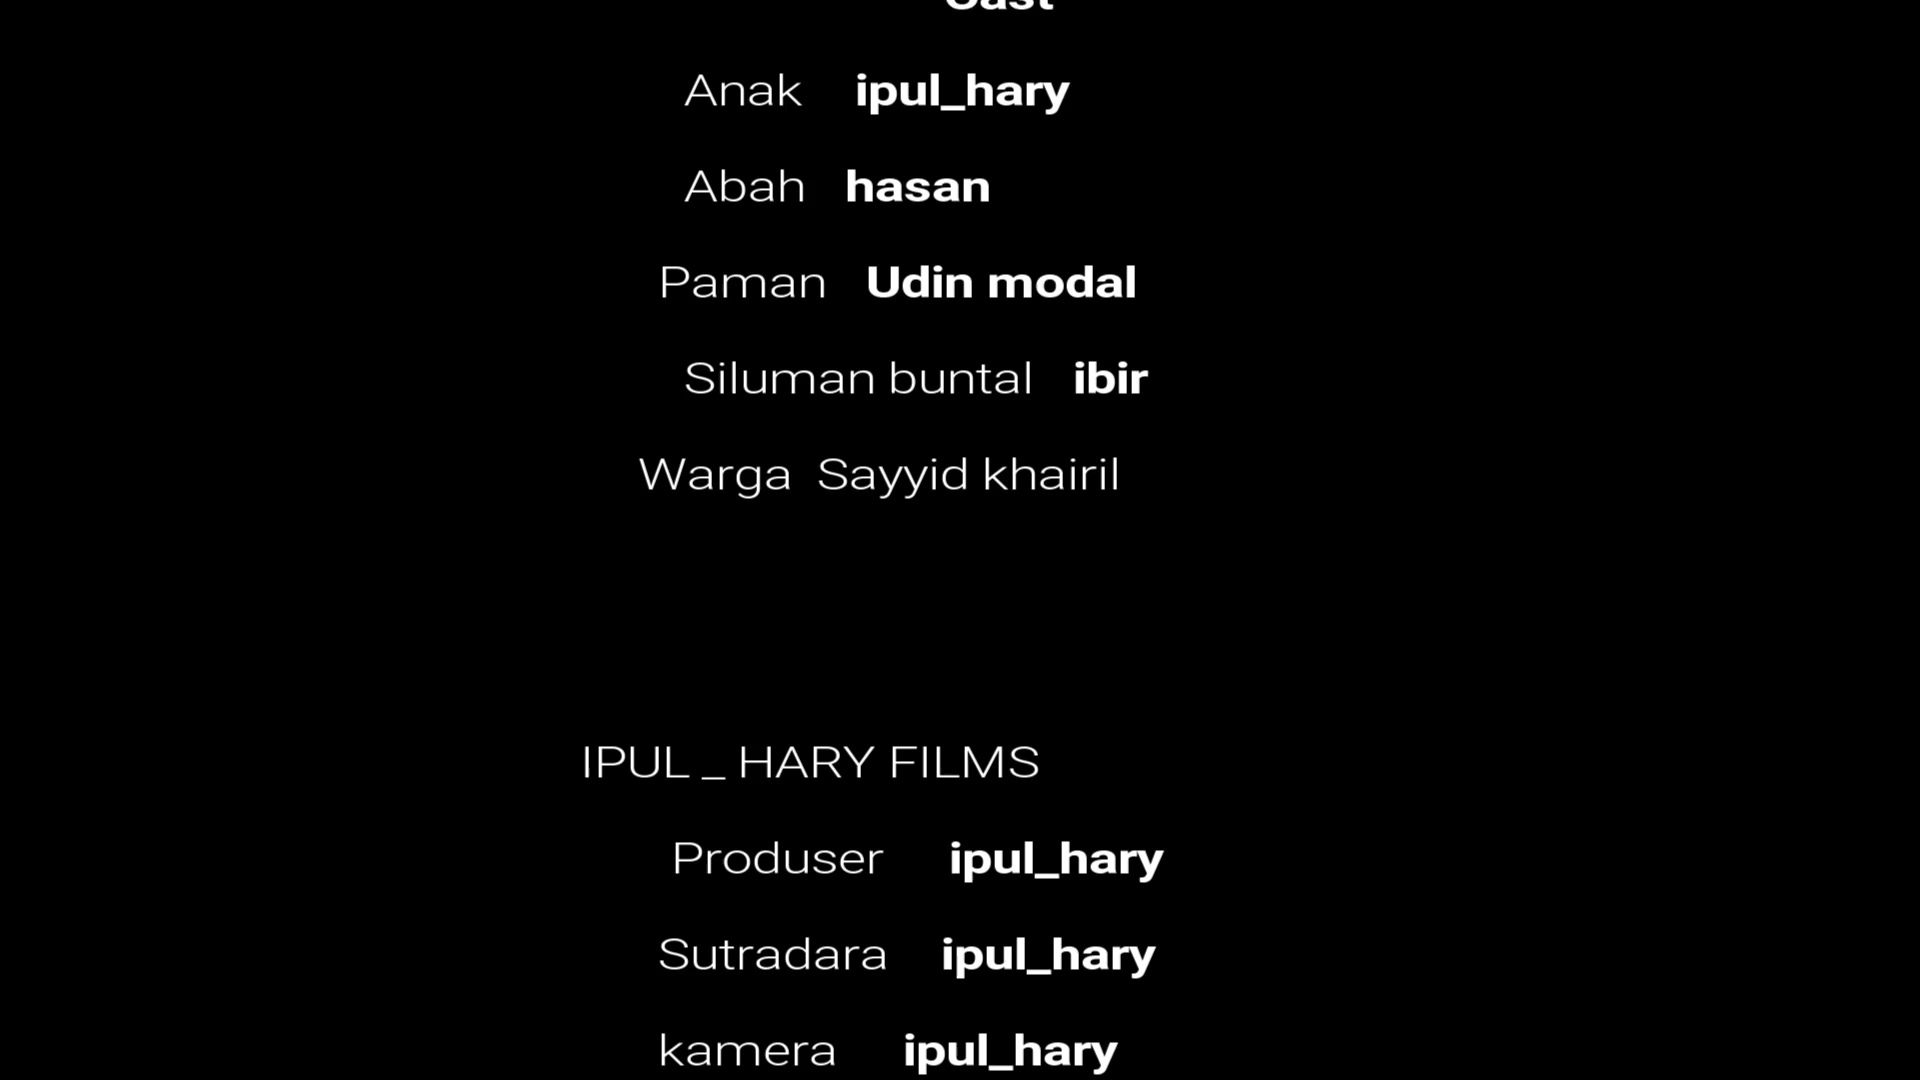 Cast
Anak ipul_hary
Abah hasan
Paman Udin modal
Siluman buntal ibir
Warga Sayyid khairil
IPUL _ HARY FILMS
Produser ipul_hary
Sutradara ipul_hary
kamera ipul_hary